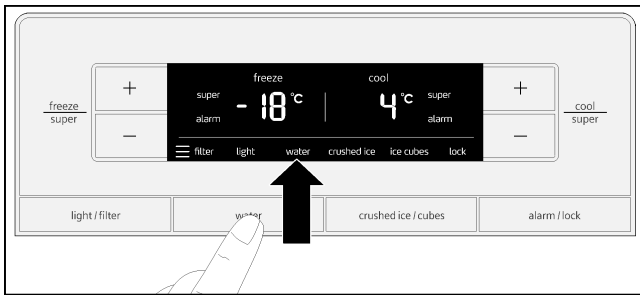 freeze cool
super - 18 °C 4 °C super
alarm alarm
filter light water crushed ice ice cubes lock
freeze
super
+
−
+
−
cool
super
light / filter water crushed ice / cubes alarm / lock